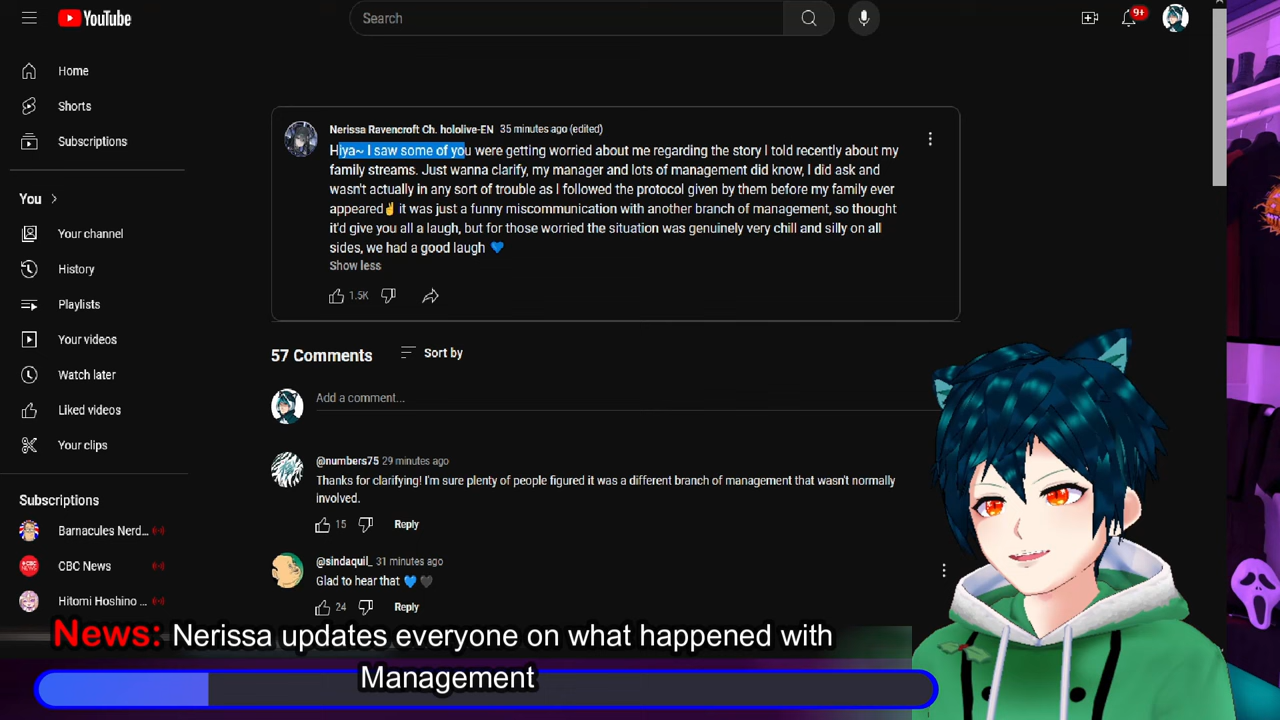 YouTube
Search
9+
Home
Shorts
Subscriptions
You
Your channel
History
Playlists
Your videos
Watch later
Liked videos
Your clips
Subscriptions
Barnacules Nerd...
CBC News
Hitomi Hoshino ...
Nerissa Ravencroft Ch. hololive-EN 35 minutes ago (edited)
Hiya~ I saw some of you were getting worried about me regarding the story I told recently about my
family streams. Just wanna clarify, my manager and lots of management did know, I did ask and
wasn't actually in any sort of trouble as I followed the protocol given by them before my family ever
appeared✌️ it was just a funny miscommunication with another branch of management, so thought
it'd give you all a laugh, but for those worried the situation was genuinely very chill and silly on all
sides, we had a good laugh 💙
Show less
1.5K
57 Comments
Sort by
Add a comment...
@numbers75 29 minutes ago
Thanks for clarifying! I'm sure plenty of people figured it was a different branch of management that wasn't normally
involved.
15 Reply
@sindaquil_ 31 minutes ago
Glad to hear that 💙🖤
24 Reply
News: Nerissa updates everyone on what happened with
Management